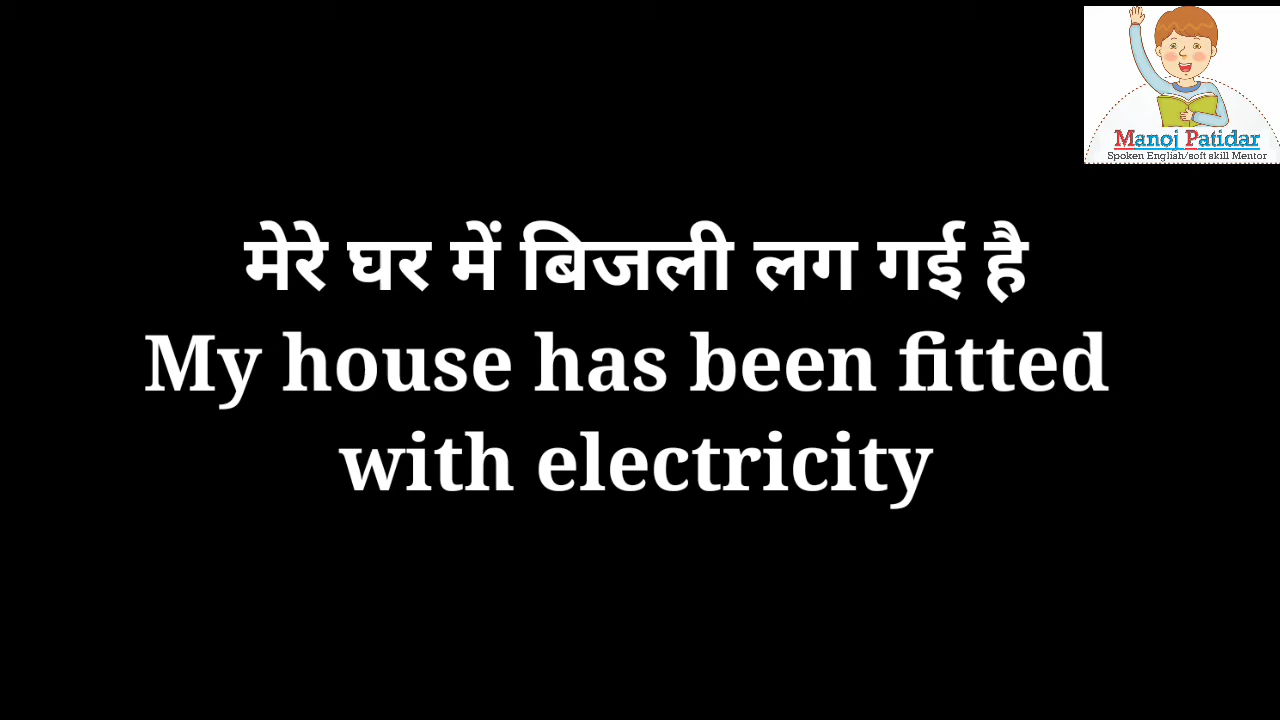 Manoj Patidar
Spoken English/soft skill Mentor
मेरे घर में बिजली लग गई है
My house has been fitted
with electricity